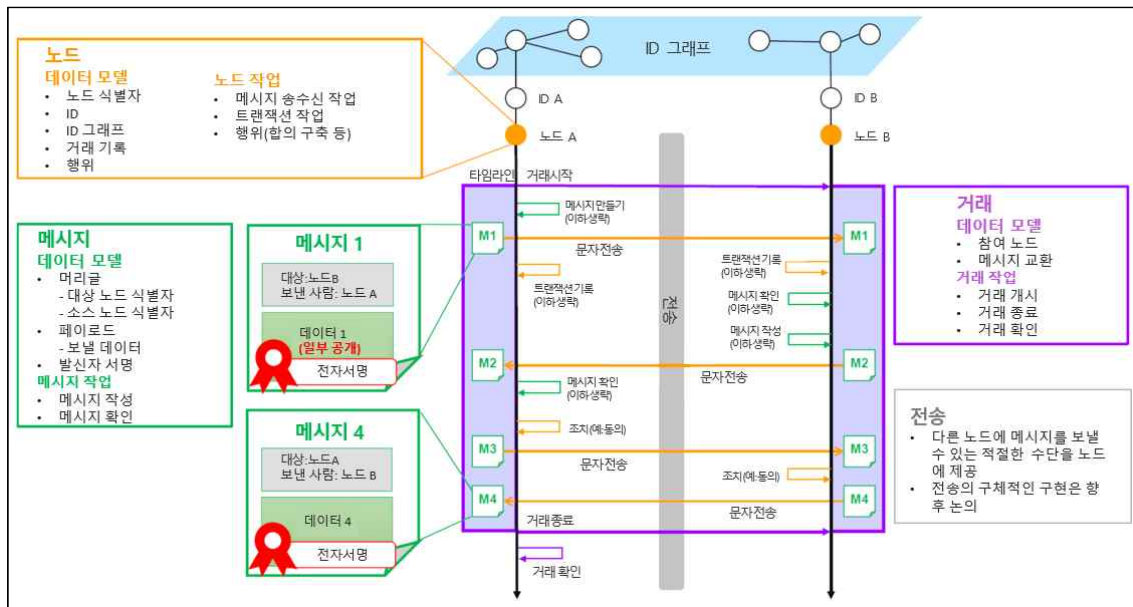 ID 그래프
ID A
ID B
노드 A
노드 B
노드
데이터 모델
• 노드 식별자
• ID
• ID 그래프
• 거래 기록
• 행위
노드 작업
• 메시지 송수신 작업
• 트랜잭션 작업
• 행위(합의 구축 등)
메시지
데이터 모델
• 머리글
- 대상 노드 식별자
- 소스 노드 식별자
• 페이로드
- 보낼 데이터
• 발신자 서명
메시지 작업
• 메시지 작성
• 메시지 확인
메시지 1
대상:노드B
보낸 사람: 노드 A
데이터 1
(일부 공개)
전자서명
메시지 4
대상:노드A
보낸 사람: 노드 B
데이터 4
전자서명
타임라인
거래시작
메시지만들기
(이하생략)
M1
M1
문자전송
트랜잭션기록
(이하생략)
트랜잭션기록
(이하생략)
메시지 확인
(이하생략)
메시지 작성
(이하생략)
전송
M2
M2
문자전송
메시지 확인
(이하생략)
조치(예:동의)
M3
M3
문자전송
조치(예:동의)
M4
M4
문자전송
거래종료
거래 확인
거래
데이터 모델
• 참여 노드
• 메시지 교환
거래 작업
• 거래 개시
• 거래 종료
• 거래 확인
전송
• 다른 노드에 메시지를 보낼
수 있는 적절한 수단을 노드
에 제공
• 전송의 구체적인 구현은 향
후 논의